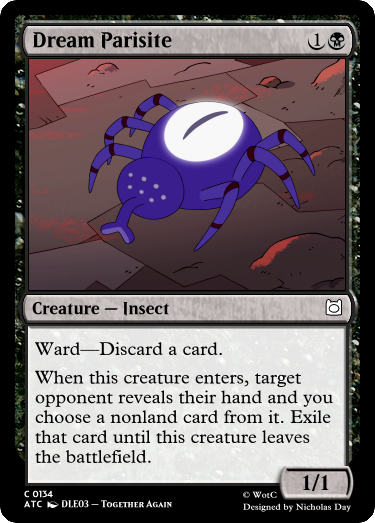 Dream Parisite 1
Creature — Insect
Ward—Discard a card.
When this creature enters, target
opponent reveals their hand and you
choose a nonland card from it. Exile
that card until this creature leaves
the battlefield.
1/1
C 0134
ATC DLE03 – Together Again
© WotC
Designed by Nicholas Day